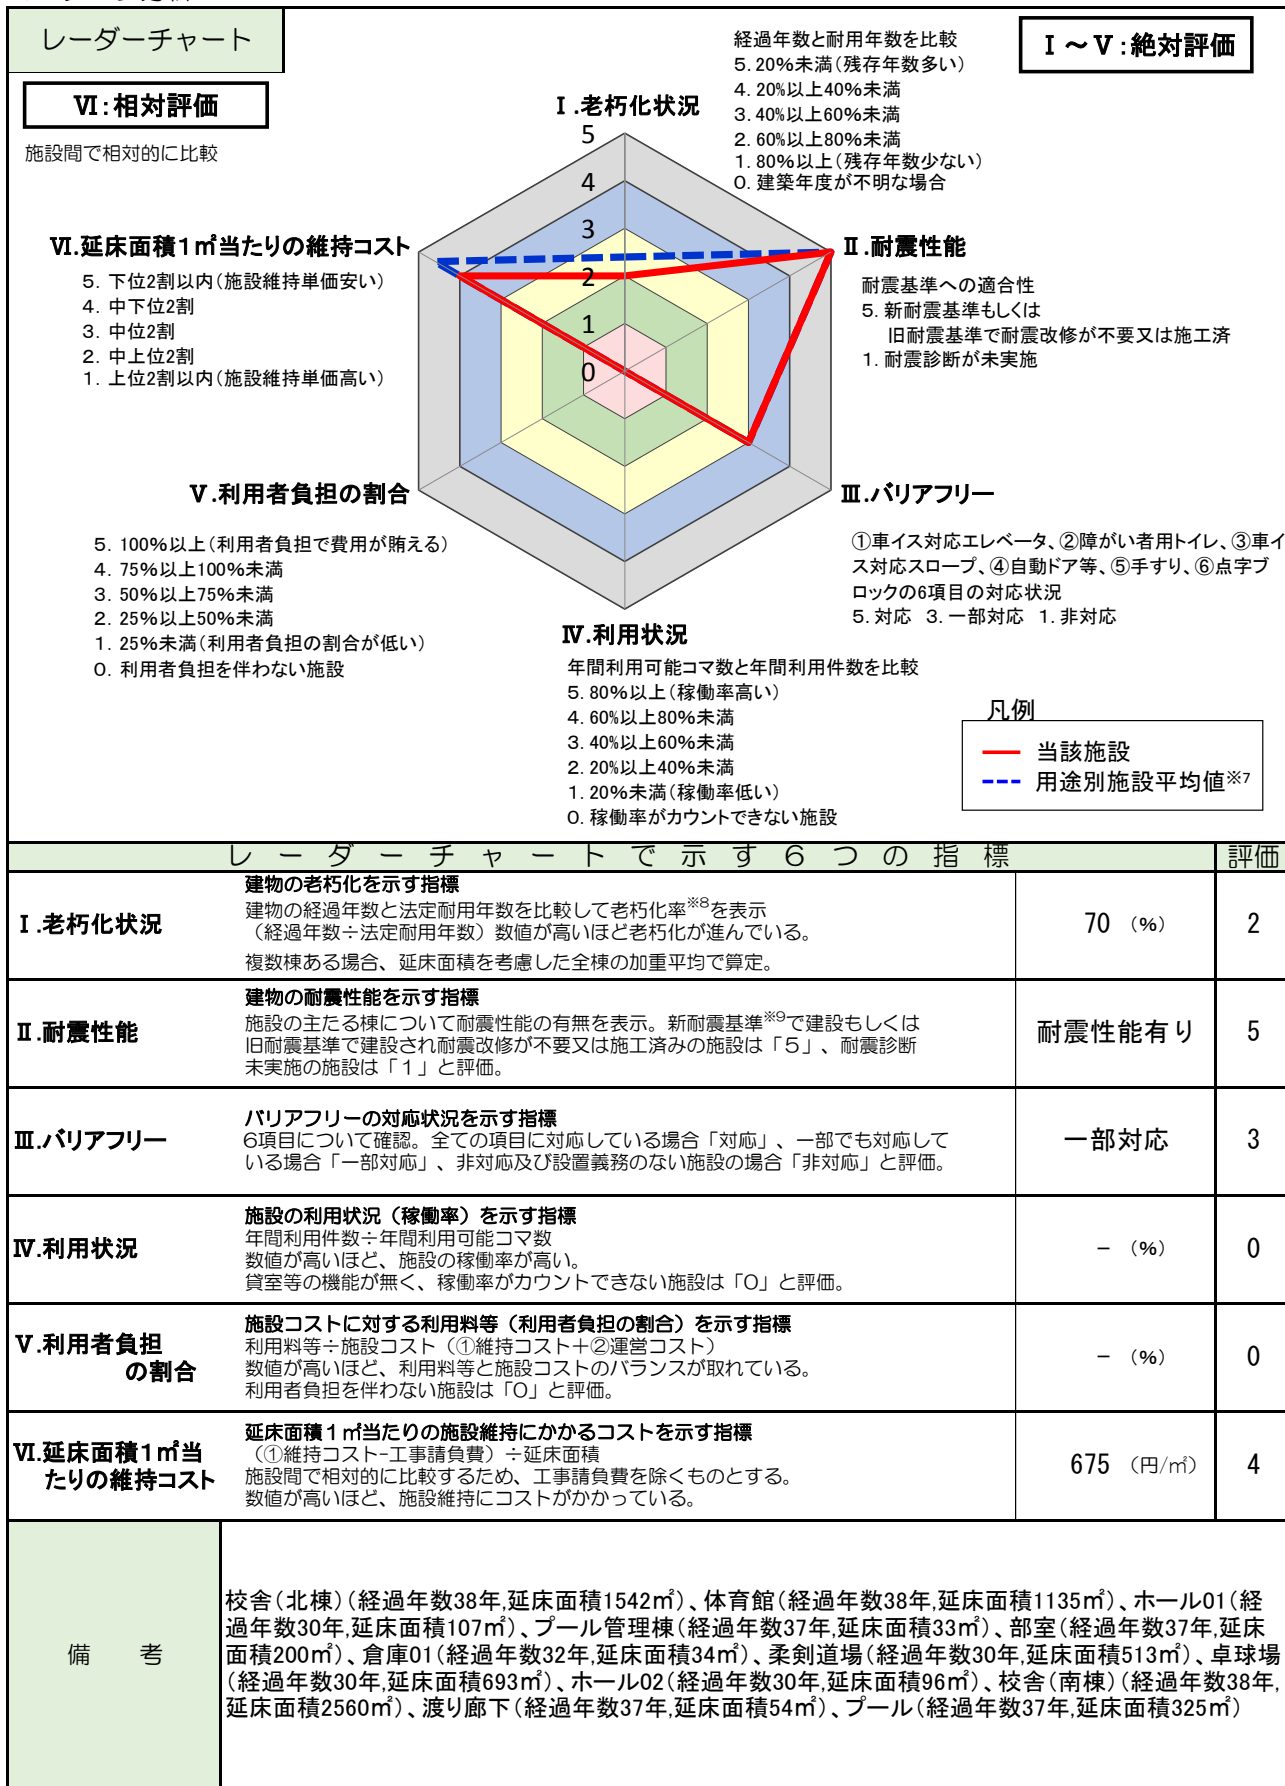 レーダーチャート
Ⅰ～Ⅴ:絶対評価
Ⅵ:相対評価
施設間で相対的に比較
Ⅰ.老朽化状況
経過年数と耐用年数を比較
5. 20%未満(残存年数多い)
4. 20%以上40%未満
3. 40%以上60%未満
2. 60%以上80%未満
1. 80%以上(残存年数少ない)
0. 建築年度が不明な場合
5
4
3
2
1
0
Ⅵ.延床面積1㎡当たりの維持コスト
5. 下位2割以内(施設維持単価安い)
4. 中下位2割
3. 中位2割
2. 中上位2割
1. 上位2割以内(施設維持単価高い)
Ⅱ.耐震性能
耐震基準への適合性
5. 新耐震基準もしくは
旧耐震基準で耐震改修が不要又は施工済
1. 耐震診断が未実施
Ⅴ.利用者負担の割合
5. 100%以上(利用者負担で費用が賄える)
4. 75%以上100%未満
3. 50%以上75%未満
2. 25%以上50%未満
1. 25%未満(利用者負担の割合が低い)
0. 利用者負担を伴わない施設
Ⅲ.バリアフリー
①車イス対応エレベータ、②障がい者用トイレ、③車イ
ス対応スロープ、④自動ドア等、⑤手すり、⑥点字ブ
ロックの6項目の対応状況
5. 対応 3. 一部対応 1. 非対応
Ⅳ.利用状況
年間利用可能コマ数と年間利用件数を比較
5. 80%以上(稼働率高い)
4. 60%以上80%未満
3. 40%以上60%未満
2. 20%以上40%未満
1. 20%未満(稼働率低い)
0. 稼働率がカウントできない施設
凡例
当該施設
用途別施設平均値※7
レーダーチャートで示す6つの指標 評価
Ⅰ.老朽化状況
建物の老朽化を示す指標
建物の経過年数と法定耐用年数を比較して老朽化率※8を表示
（経過年数÷法定耐用年数）数値が高いほど老朽化が進んでいる。
複数棟ある場合、延床面積を考慮した全棟の加重平均で算定。
70 (%) 2
Ⅱ.耐震性能
建物の耐震性能を示す指標
施設の主たる棟について耐震性能の有無を表示。新耐震基準※9で建設もしくは
旧耐震基準で建設され耐震改修が不要又は施工済みの施設は「5」、耐震診断
未実施の施設は「1」と評価。
耐震性能有り 5
Ⅲ.バリアフリー
バリアフリーの対応状況を示す指標
6項目について確認。全ての項目に対応している場合「対応」、一部でも対応して
いる場合「一部対応」、非対応及び設置義務のない施設の場合「非対応」と評価。
一部対応 3
Ⅳ.利用状況
施設の利用状況（稼働率）を示す指標
年間利用件数÷年間利用可能コマ数
数値が高いほど、施設の稼働率が高い。
貸室等の機能が無く、稼働率がカウントできない施設は「0」と評価。
- (%) 0
Ⅴ.利用者負担
の割合
施設コストに対する利用料等（利用者負担の割合）を示す指標
利用料等÷施設コスト（①維持コスト+②運営コスト）
数値が高いほど、利用料等と施設コストのバランスが取れている。
利用者負担を伴わない施設は「0」と評価。
- (%) 0
Ⅵ.延床面積1㎡当
たりの維持コスト
延床面積1㎡当たりの施設維持にかかるコストを示す指標
（①維持コスト-工事請負費）÷延床面積
施設間で相対的に比較するため、工事請負費を除くものとする。
数値が高いほど、施設維持にコストがかかっている。
675 (円/㎡) 4
備 考
校舎(北棟)(経過年数38年,延床面積1542㎡)、体育館(経過年数38年,延床面積1135㎡)、ホール01(経
過年数30年,延床面積107㎡)、プール管理棟(経過年数37年,延床面積33㎡)、部室(経過年数37年,延床
面積200㎡)、倉庫01(経過年数32年,延床面積34㎡)、柔剣道場(経過年数30年,延床面積513㎡)、卓球場
(経過年数30年,延床面積693㎡)、ホール02(経過年数30年,延床面積96㎡)、校舎(南棟)(経過年数38年,
延床面積2560㎡)、渡り廊下(経過年数37年,延床面積54㎡)、プール(経過年数37年,延床面積325㎡)